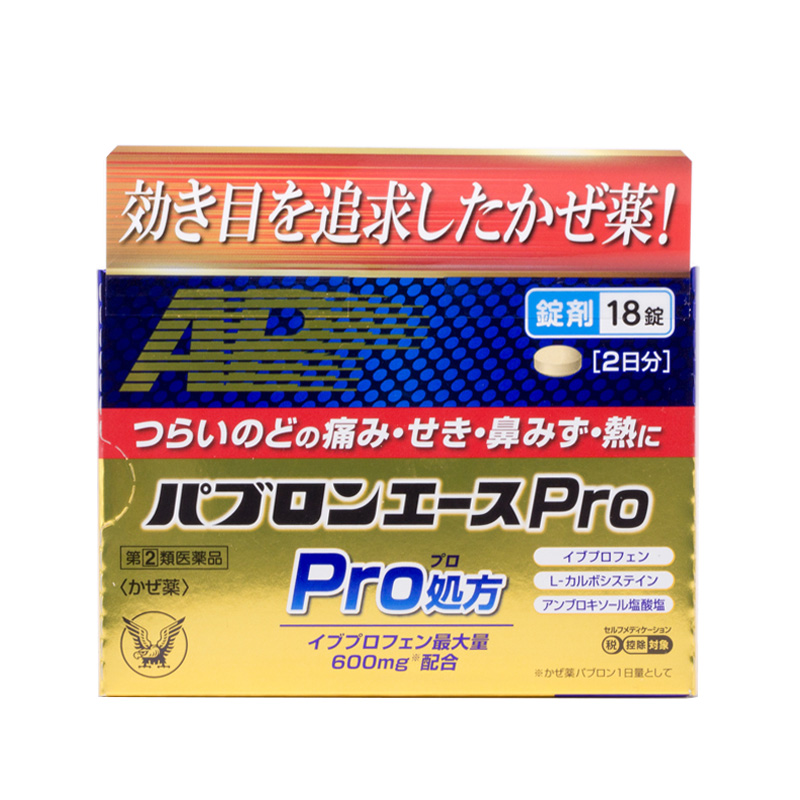 効き目を追求したかぜ薬!
AP
錠剤 18錠
[2日分]
つらいのどの痛み・せき・鼻みず・熱に
パブロンエースPro
第②類医薬品
〈かぜ薬〉
プロ
Pro処方
イブプロフェン
L-カルボシステイン
アンブロキソール塩酸塩
イブプロフェン最大量
600mg※配合
セルフメディケーション
税 控除 対象
※かぜ薬パブロン1日量として